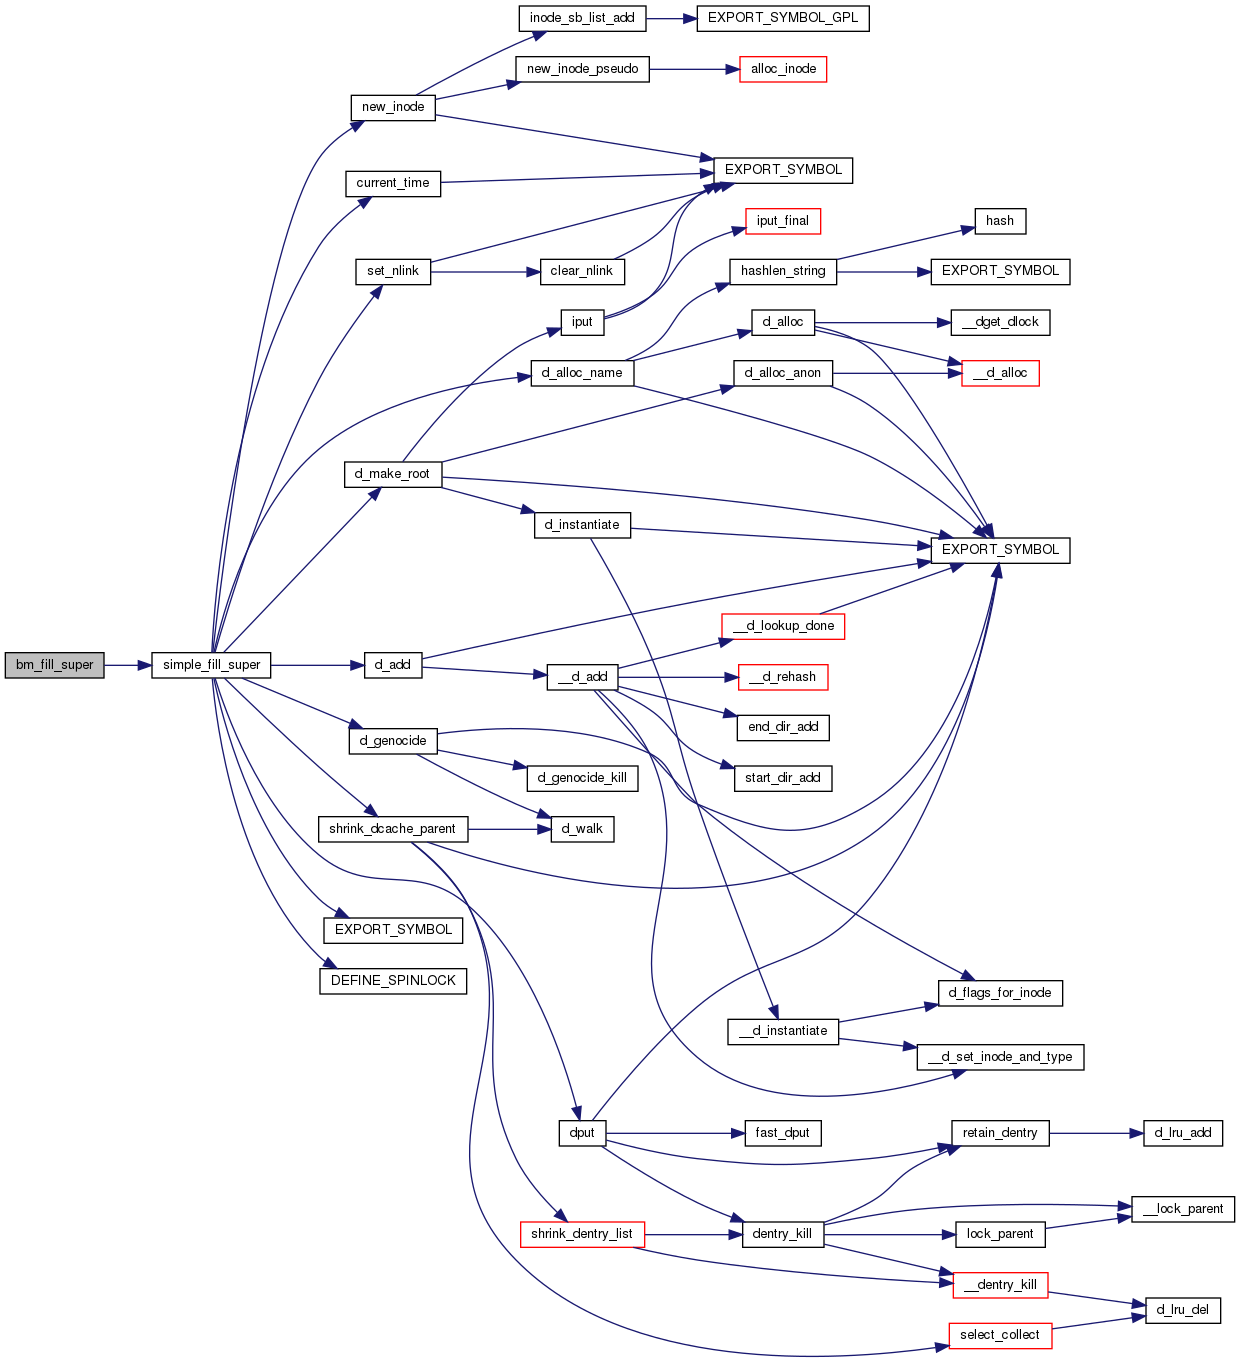 inode_sb_list_add
EXPORT_SYMBOL_GPL
new_inode_pseudo
alloc_inode
new_inode
EXPORT_SYMBOL
current_time
iput_final
hash
set_nlink
clear_nlink
hashlen_string
EXPORT_SYMBOL
iput
d_alloc
__dget_dlock
d_alloc_name
d_alloc_anon
__d_alloc
d_make_root
d_instantiate
EXPORT_SYMBOL
__d_lookup_done
bm_fill_super
simple_fill_super
d_add
__d_add
__d_rehash
end_dir_add
d_genocide
d_genocide_kill
start_dir_add
shrink_dcache_parent
d_walk
EXPORT_SYMBOL
DEFINE_SPINLOCK
d_flags_for_inode
__d_instantiate
__d_set_inode_and_type
dput
fast_dput
retain_dentry
d_lru_add
__lock_parent
shrink_dentry_list
dentry_kill
lock_parent
__dentry_kill
d_lru_del
select_collect